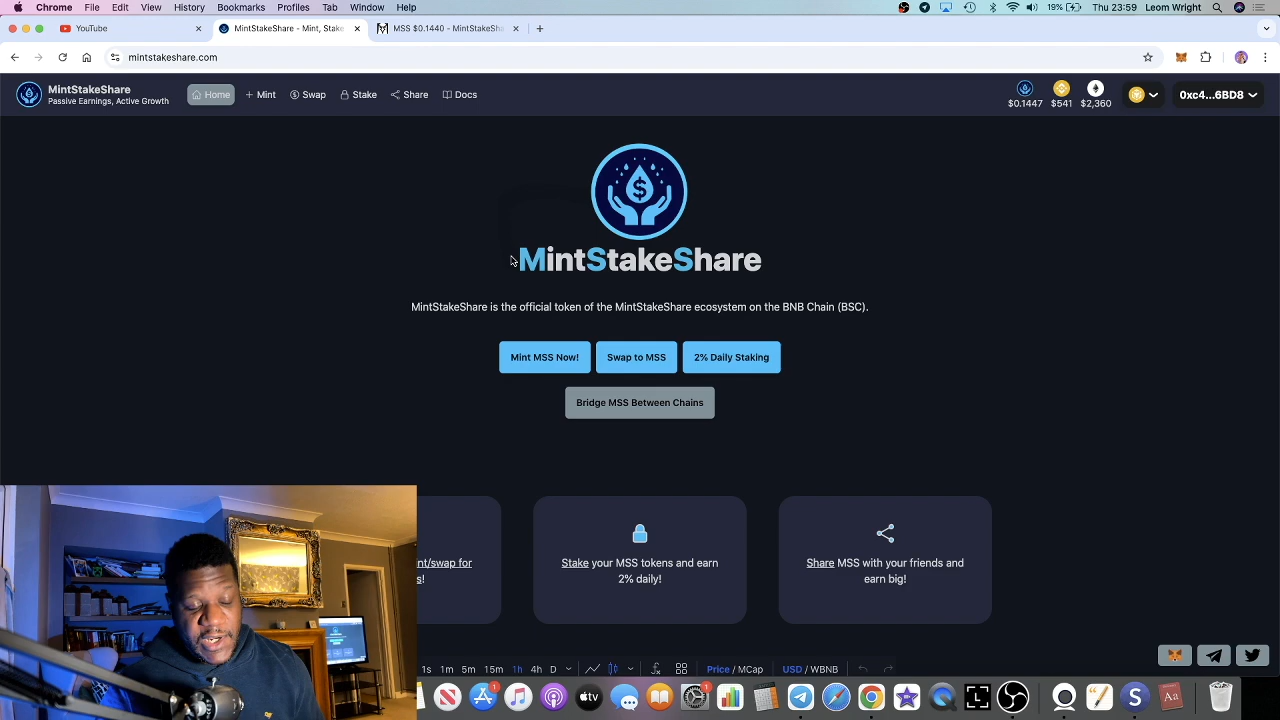 Chrome File Edit View History Bookmarks Profiles Tab Window Help 19% Thu 23:59 Leom Wright
YouTube MintStakeShare - Mint, Stake MSS $0.1440 - MintStakeSha
mintstakeshare.com
MintStakeShare
Passive Earnings, Active Growth
Home Mint Swap Stake Share Docs
$0.1447 $541 $2,360 0xc4...6BD8
MintStakeShare
MintStakeShare is the official token of the MintStakeShare ecosystem on the BNB Chain (BSC).
Mint MSS Now! Swap to MSS 2% Daily Staking
Bridge MSS Between Chains
nt/swap for
s!
Stake your MSS tokens and earn
2% daily!
Share MSS with your friends and
earn big!
1s 1m 5m 15m 1h 4h D Price / MCap USD / WBNB
tv
Aa